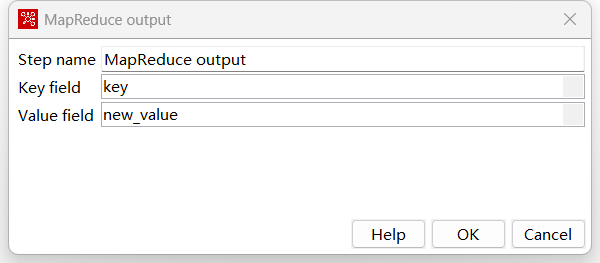 MapReduce output
Step name MapReduce output
Key field key
Value field new_value
Help OK Cancel